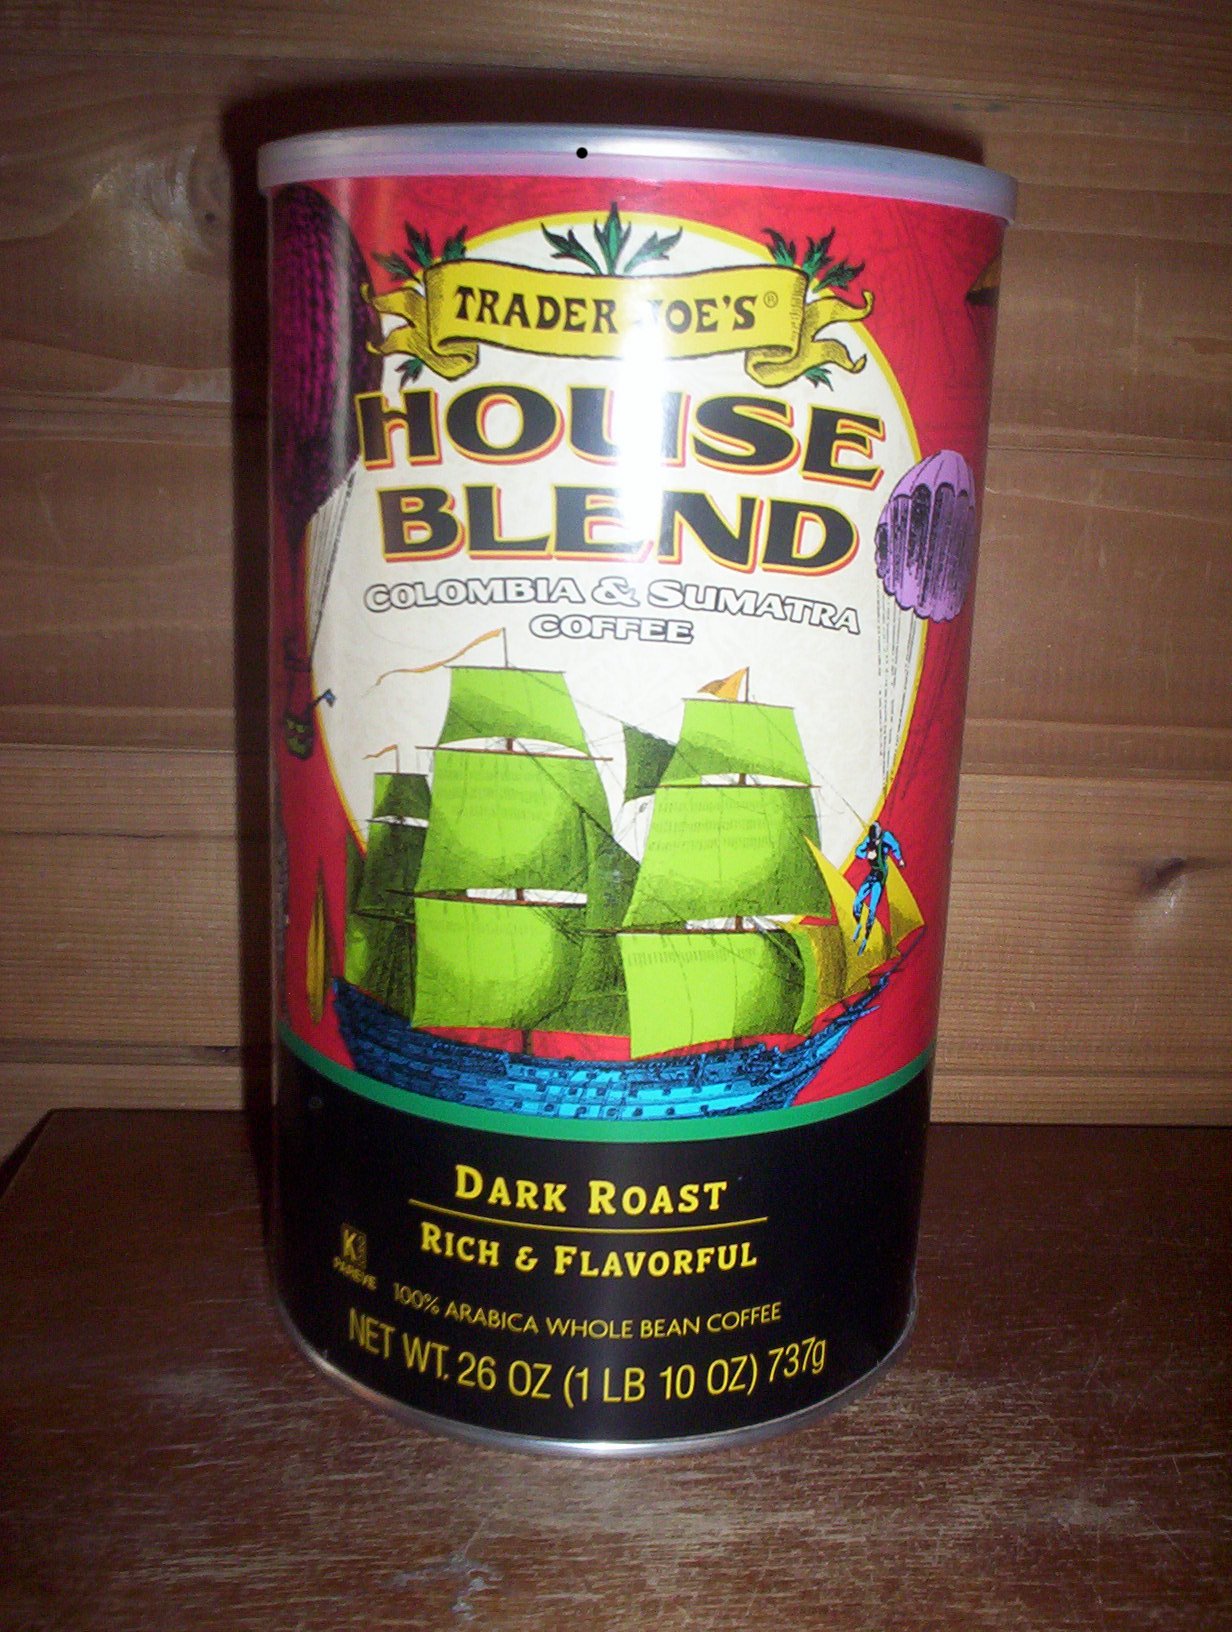 TRADER JOE'S®
HOUSE
BLEND
COLOMBIA & SUMATRA
COFFEE
DARK ROAST
RICH & FLAVORFUL
K
PAREVE
100% ARABICA WHOLE BEAN COFFEE
NET WT. 26 OZ (1 LB 10 OZ) 737g